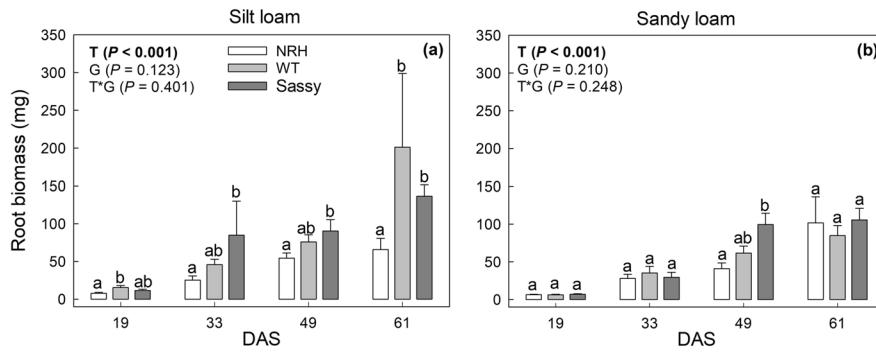 Silt loam
Sandy loam
Root biomass (mg)
350
300
250
200
150
100
50
0
T (P < 0.001)
G (P = 0.123)
T*G (P = 0.401)
NRH
WT
Sassy
(a)
a b ab
a ab b
a ab b
a b b
19 33 49 61
DAS
350
300
250
200
150
100
50
0
T (P < 0.001)
G (P = 0.210)
T*G (P = 0.248)
(b)
a a a
a a a
a ab b
a a a
19 33 49 61
DAS